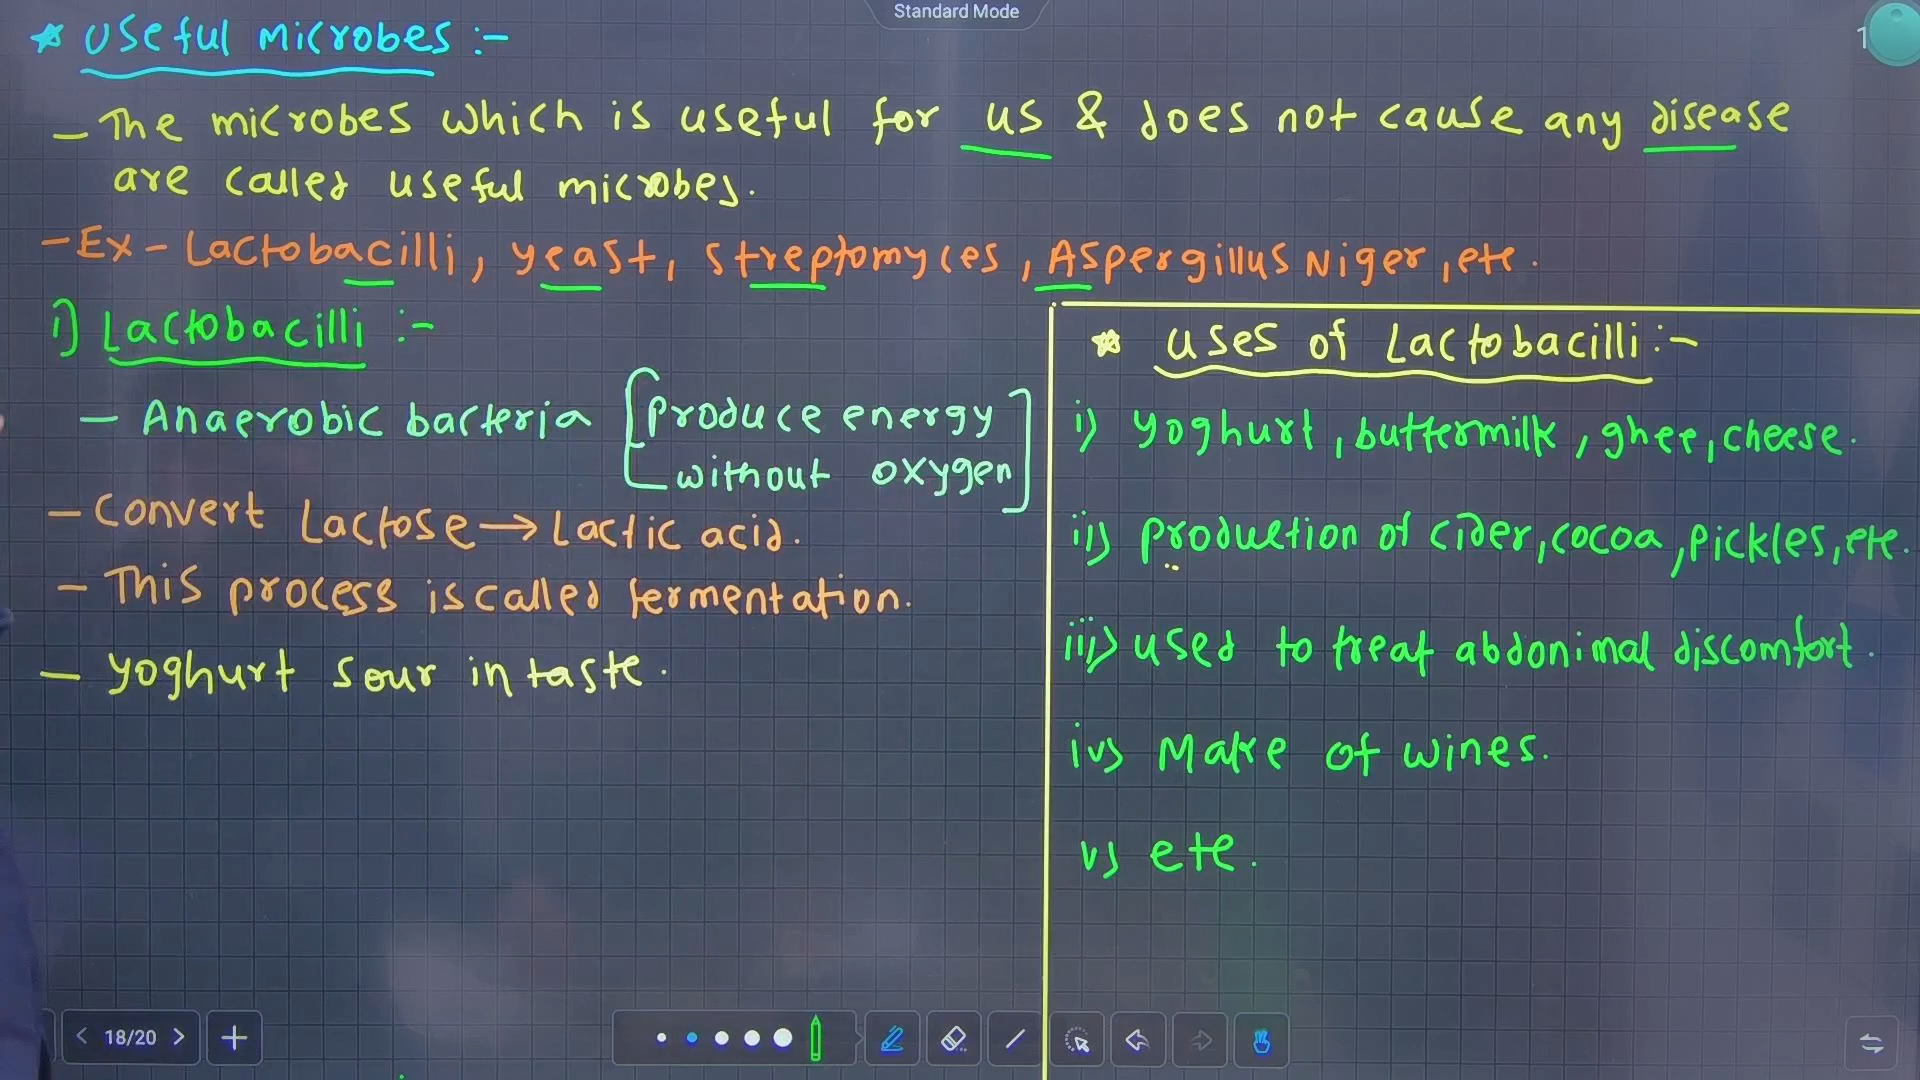 Standard Mode
1
☆ Useful microbes :-
- The microbes which is useful for us & does not cause any disease
are called useful microbes.
- Ex - Lactobacilli, yeast, streptomyces, Aspergillus Niger, etc.
i) Lactobacilli :-
- Anaerobic bacteria [produce energy
without oxygen]
- Convert Lactose → Lactic acid.
- This process is called fermentation.
- yoghurt sour in taste.
☆ uses of Lactobacilli :-
i) yoghurt, buttermilk, ghee, cheese.
ii) production of cider, cocoa, pickles, etc.
iii) used to treat abdonimal discomfort.
iv) Make of wines.
v) etc.
18/20